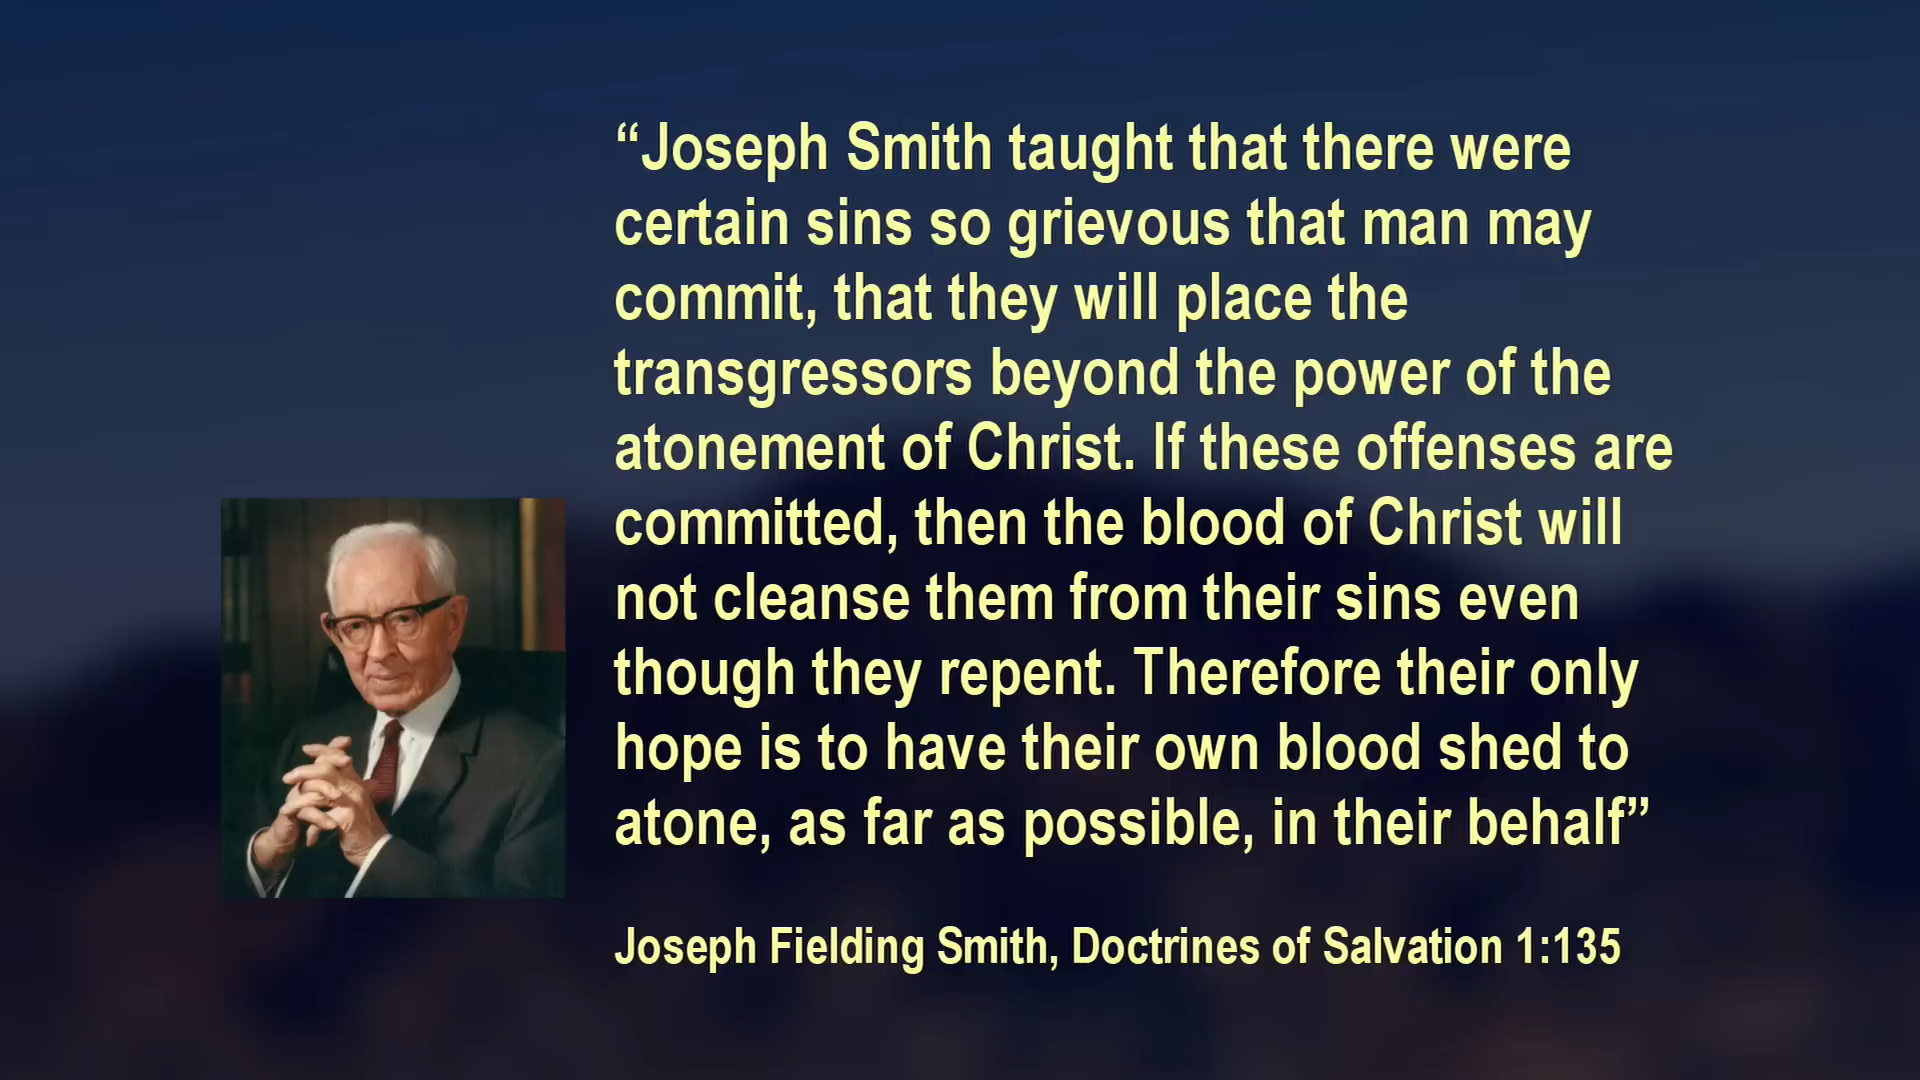 “Joseph Smith taught that there were
certain sins so grievous that man may
commit, that they will place the
transgressors beyond the power of the
atonement of Christ. If these offenses are
committed, then the blood of Christ will
not cleanse them from their sins even
though they repent. Therefore their only
hope is to have their own blood shed to
atone, as far as possible, in their behalf”
Joseph Fielding Smith, Doctrines of Salvation 1:135